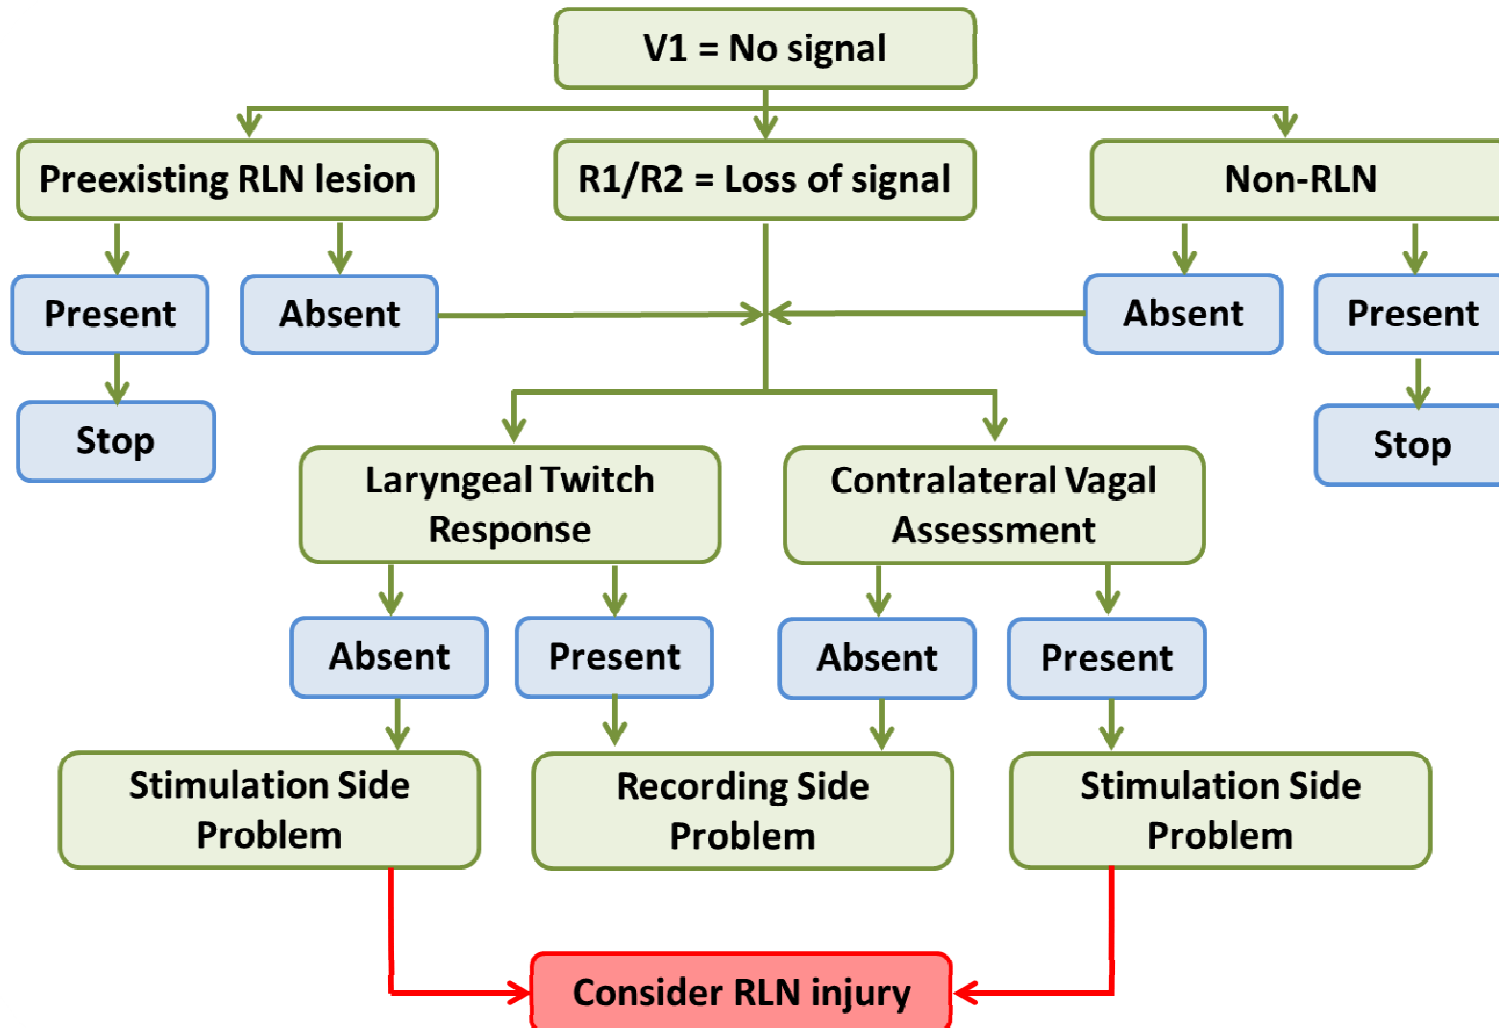 V1 = No signal
Preexisting RLN lesion
R1/R2 = Loss of signal
Non-RLN
Present
Absent
Absent
Present
Stop
Stop
Laryngeal Twitch
Response
Contralateral Vagal
Assessment
Absent
Present
Absent
Present
Stimulation Side
Problem
Recording Side
Problem
Stimulation Side
Problem
Consider RLN injury